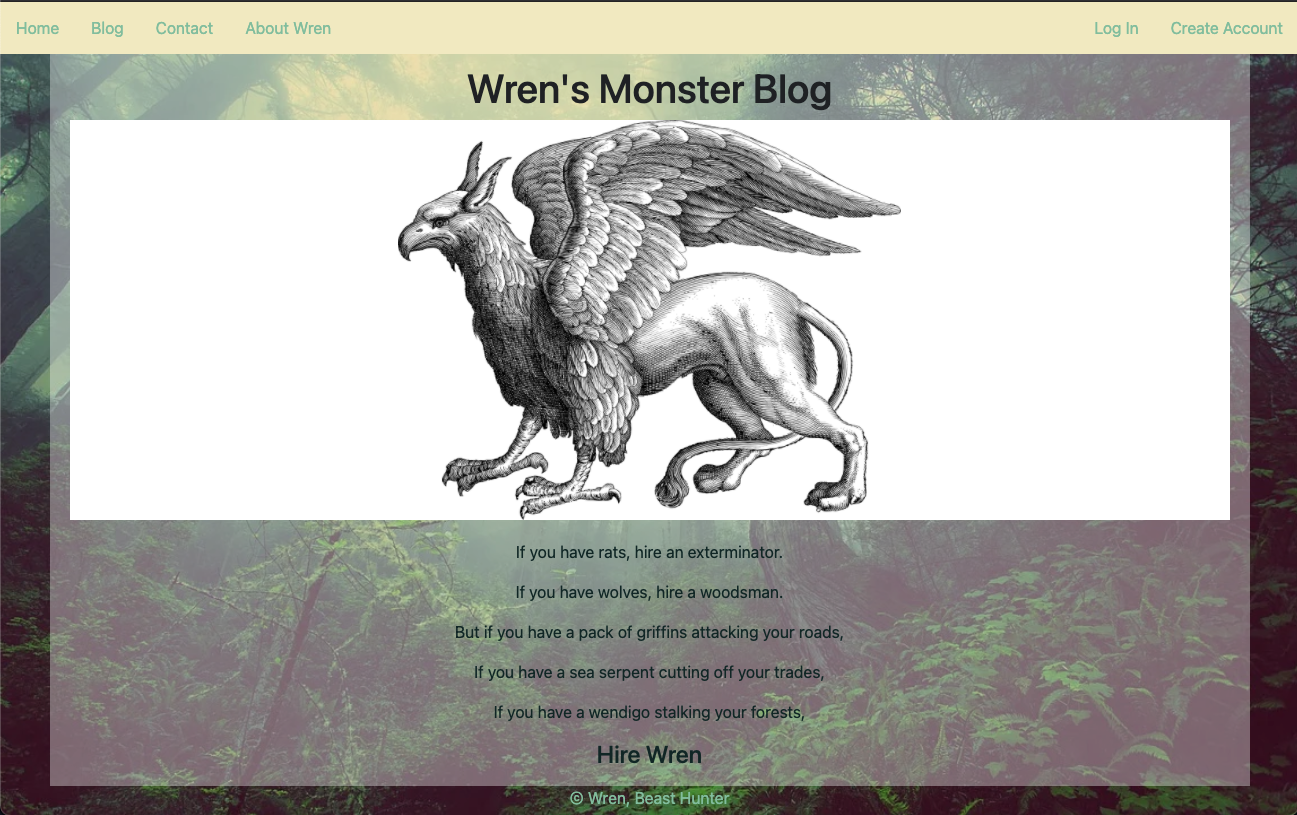 Home Blog Contact About Wren Log In Create Account
Wren's Monster Blog
If you have rats, hire an exterminator.
If you have wolves, hire a woodsman.
But if you have a pack of griffins attacking your roads,
If you have a sea serpent cutting off your trades,
If you have a wendigo stalking your forests,
Hire Wren
© Wren, Beast Hunter